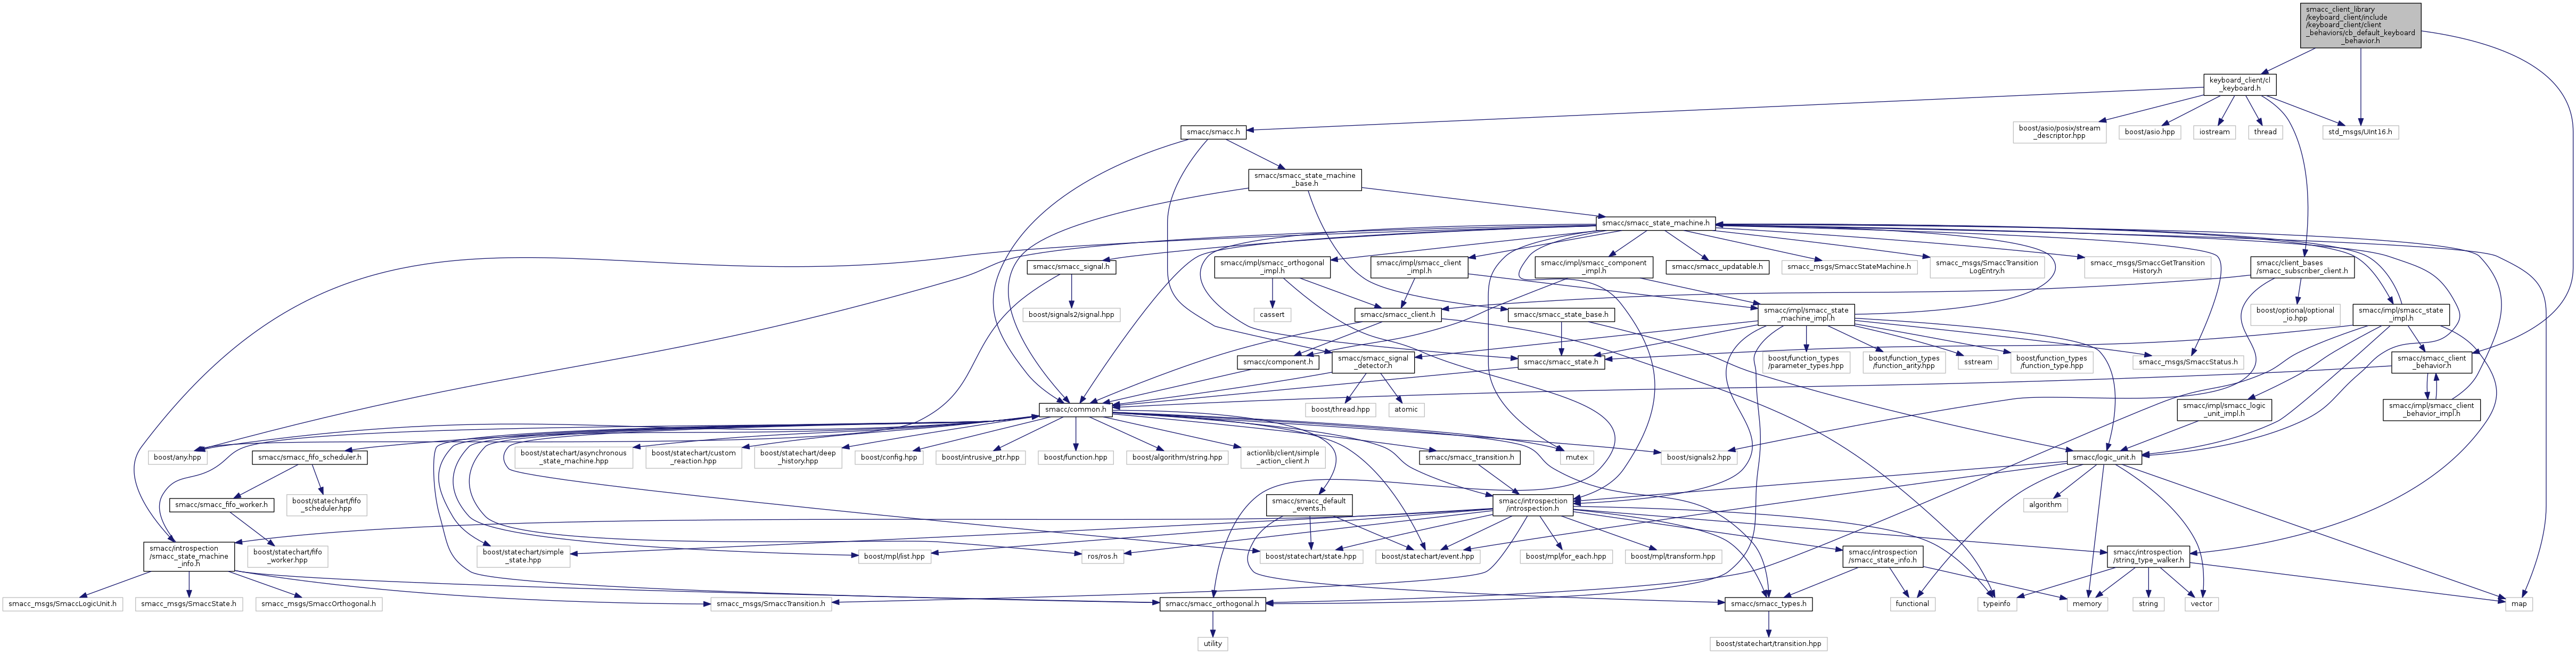 smacc_client_library
/keyboard_client/include
/keyboard_client/client
_behaviors/cb_default_keyboard
_behavior.h
keyboard_client/cl
_keyboard.h
smacc/smacc.h
boost/asio/posix/stream
_descriptor.hpp
boost/asio.hpp
iostream
thread
std_msgs/UInt16.h
smacc/smacc_state_machine
_base.h
smacc/smacc_state_machine.h
smacc/smacc_signal.h
smacc/impl/smacc_orthogonal
_impl.h
smacc/impl/smacc_client
_impl.h
smacc/impl/smacc_component
_impl.h
smacc/smacc_updatable.h
smacc_msgs/SmaccStateMachine.h
smacc_msgs/SmaccTransition
LogEntry.h
smacc_msgs/SmaccGetTransition
History.h
smacc/client_bases
/smacc_subscriber_client.h
boost/signals2/signal.hpp
cassert
smacc/smacc_client.h
smacc/smacc_state_base.h
smacc/impl/smacc_state
_machine_impl.h
boost/optional/optional
_io.hpp
smacc/impl/smacc_state
_impl.h
smacc/component.h
smacc/smacc_signal
_detector.h
smacc/smacc_state.h
boost/function_types
/parameter_types.hpp
boost/function_types
/function_arity.hpp
sstream
boost/function_types
/function_type.hpp
smacc_msgs/SmaccStatus.h
smacc/smacc_client
_behavior.h
smacc/common.h
boost/thread.hpp
atomic
smacc/impl/smacc_logic
_unit_impl.h
smacc/impl/smacc_client
_behavior_impl.h
boost/any.hpp
smacc/smacc_fifo_scheduler.h
boost/statechart/asynchronous
_state_machine.hpp
boost/statechart/custom
_reaction.hpp
boost/statechart/deep
_history.hpp
boost/config.hpp
boost/intrusive_ptr.hpp
boost/function.hpp
boost/algorithm/string.hpp
actionlib/client/simple
_action_client.h
smacc/smacc_transition.h
mutex
boost/signals2.hpp
smacc/logic_unit.h
smacc/smacc_fifo_worker.h
boost/statechart/fifo
_scheduler.hpp
smacc/smacc_default
_events.h
smacc/introspection
/introspection.h
algorithm
smacc/introspection
/smacc_state_machine
_info.h
boost/statechart/fifo
_worker.hpp
boost/statechart/simple
_state.hpp
boost/mpl/list.hpp
ros/ros.h
boost/statechart/state.hpp
boost/statechart/event.hpp
boost/mpl/for_each.hpp
boost/mpl/transform.hpp
smacc/introspection
/smacc_state_info.h
smacc/introspection
/string_type_walker.h
smacc_msgs/SmaccLogicUnit.h
smacc_msgs/SmaccState.h
smacc_msgs/SmaccOrthogonal.h
smacc_msgs/SmaccTransition.h
smacc/smacc_orthogonal.h
smacc/smacc_types.h
functional
typeinfo
memory
string
vector
map
utility
boost/statechart/transition.hpp